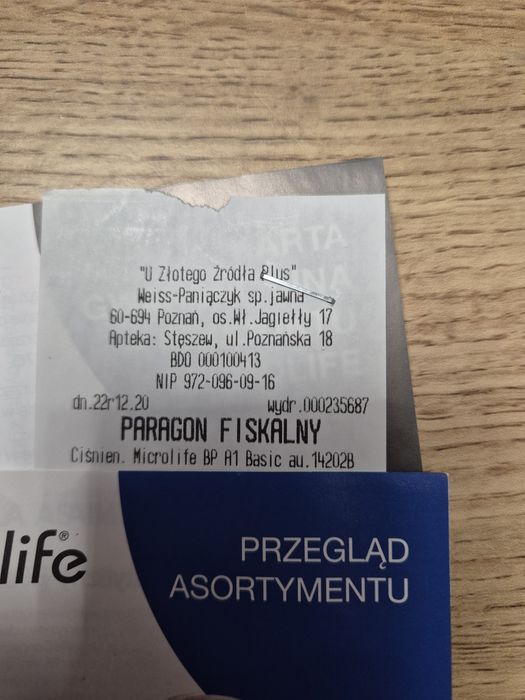 "U Złotego Źródła Plus"
Weiss-Paniączyk sp.jawna
60-694 Poznań, os.Wł.Jagiełły 17
Apteka: Stęszew, ul.Poznańska 18
BDO 000100413
NIP 972-096-09-16
dn.22r12.20 wydr.000235687
PARAGON FISKALNY
Ciśnien. Microlife BP A1 Basic au.14202B
life®
PRZEGLĄD
ASORTYMENTU